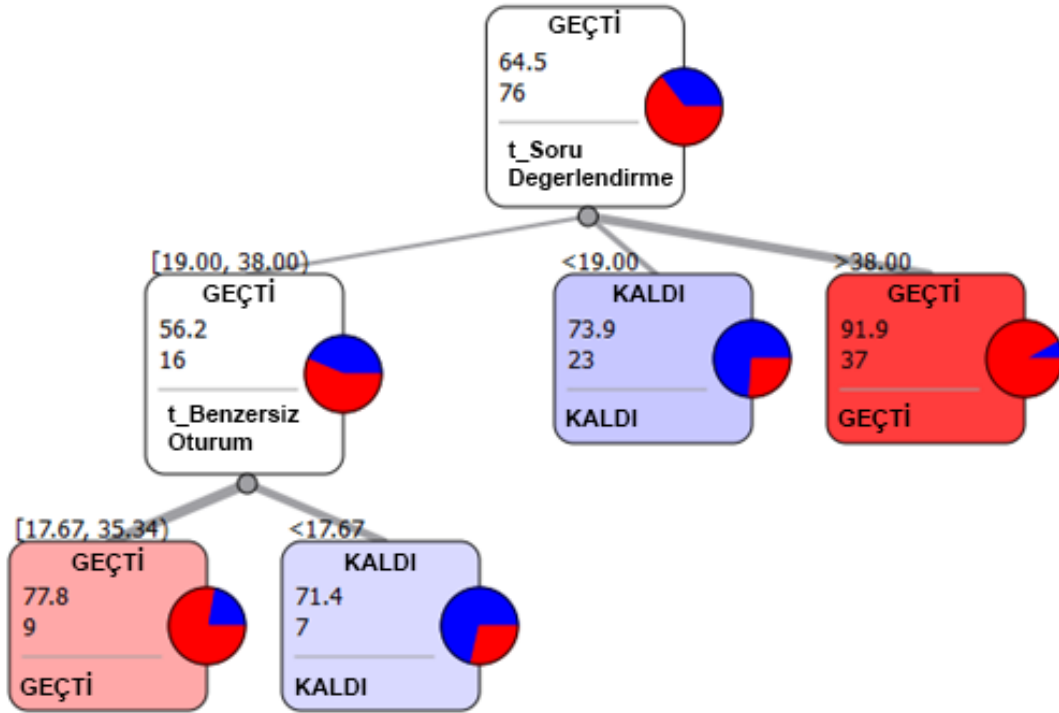 GEÇTİ
64.5
76
t_Soru
Degerlendirme
[19.00, 38.00)
<19.00
>38.00
GEÇTİ
56.2
16
t_Benzersiz
Oturum
KALDI
73.9
23
KALDI
GEÇTİ
91.9
37
GEÇTİ
[17.67, 35.34)
<17.67
GEÇTİ
77.8
9
GEÇTİ
KALDI
71.4
7
KALDI